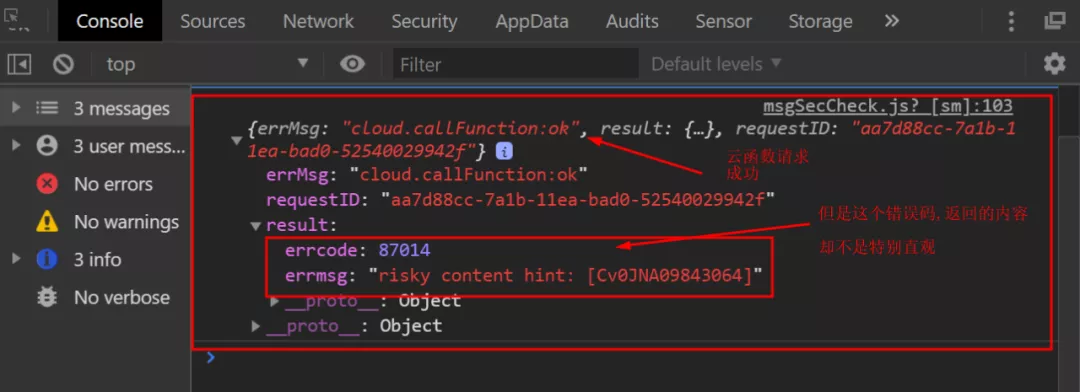 Console Sources Network Security AppData Audits Sensor Storage »
top Filter Default levels
3 messages
3 user mess...
No errors
No warnings
3 info
No verbose
msgSecCheck.js? [sm]:103
{errMsg: "cloud.callFunction:ok", result: {…}, requestID: "aa7d88cc-7a1b-1
1ea-bad0-52540029942f"}
云函数请求
成功
errMsg: "cloud.callFunction:ok"
requestID: "aa7d88cc-7a1b-11ea-bad0-52540029942f"
result:
但是这个错误码,返回的内容
却不是特别直观
errcode: 87014
errmsg: "risky content hint: [Cv0JNA09843064]"
__proto__: Object
__proto__: Object